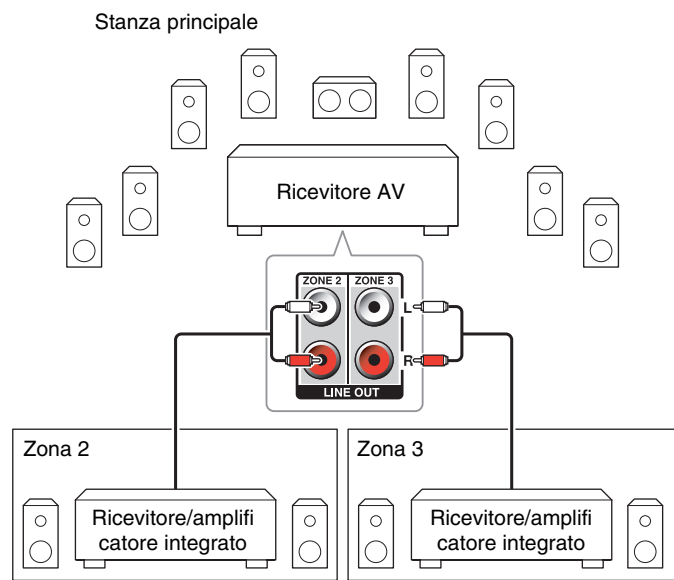 Stanza principale
Ricevitore AV
ZONE 2 ZONE 3
L
R
LINE OUT
Zona 2
Ricevitore/amplifi
catore integrato
Zona 3
Ricevitore/amplifi
catore integrato